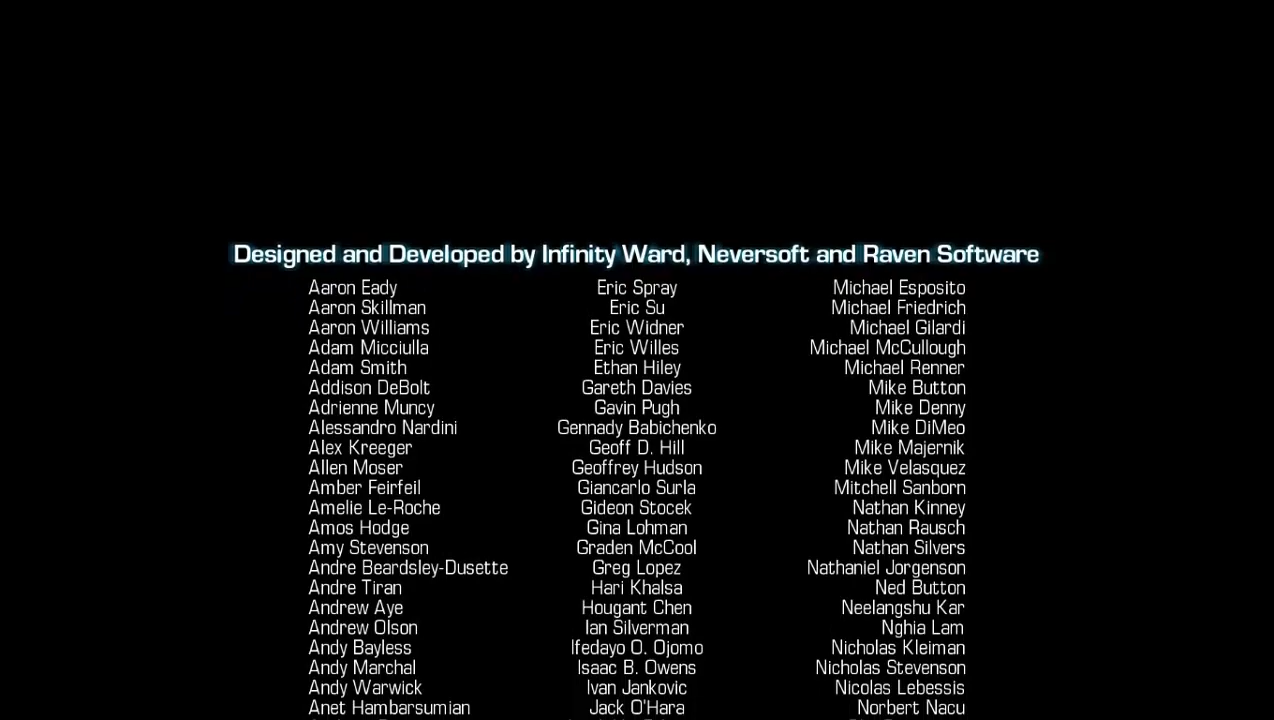 Designed and Developed by Infinity Ward, Neversoft and Raven Software
Aaron Eady Eric Spray Michael Esposito
Aaron Skillman Eric Su Michael Friedrich
Aaron Williams Eric Widner Michael Gilardi
Adam Micciulla Eric Willes Michael McCullough
Adam Smith Ethan Hiley Michael Renner
Addison DeBolt Gareth Davies Mike Button
Adrienne Muncy Gavin Pugh Mike Denny
Alessandro Nardini Gennady Babichenko Mike DiMeo
Alex Kreeger Geoff D. Hill Mike Majernik
Allen Moser Geoffrey Hudson Mike Velasquez
Amber Feirfeil Giancarlo Surla Mitchell Sanborn
Amelie Le-Roche Gideon Stocek Nathan Kinney
Amos Hodge Gina Lohman Nathan Rausch
Amy Stevenson Graden McCool Nathan Silvers
Andre Beardsley-Dusette Greg Lopez Nathaniel Jorgenson
Andre Tiran Hari Khalsa Ned Button
Andrew Aye Hougant Chen Neelangshu Kar
Andrew Olson Ian Silverman Nghia Lam
Andy Bayless Ifedayo O. Ojomo Nicholas Kleiman
Andy Marchal Isaac B. Owens Nicholas Stevenson
Andy Warwick Ivan Jankovic Nicolas Lebessis
Anet Hambarsumian Jack O'Hara Norbert Nacu